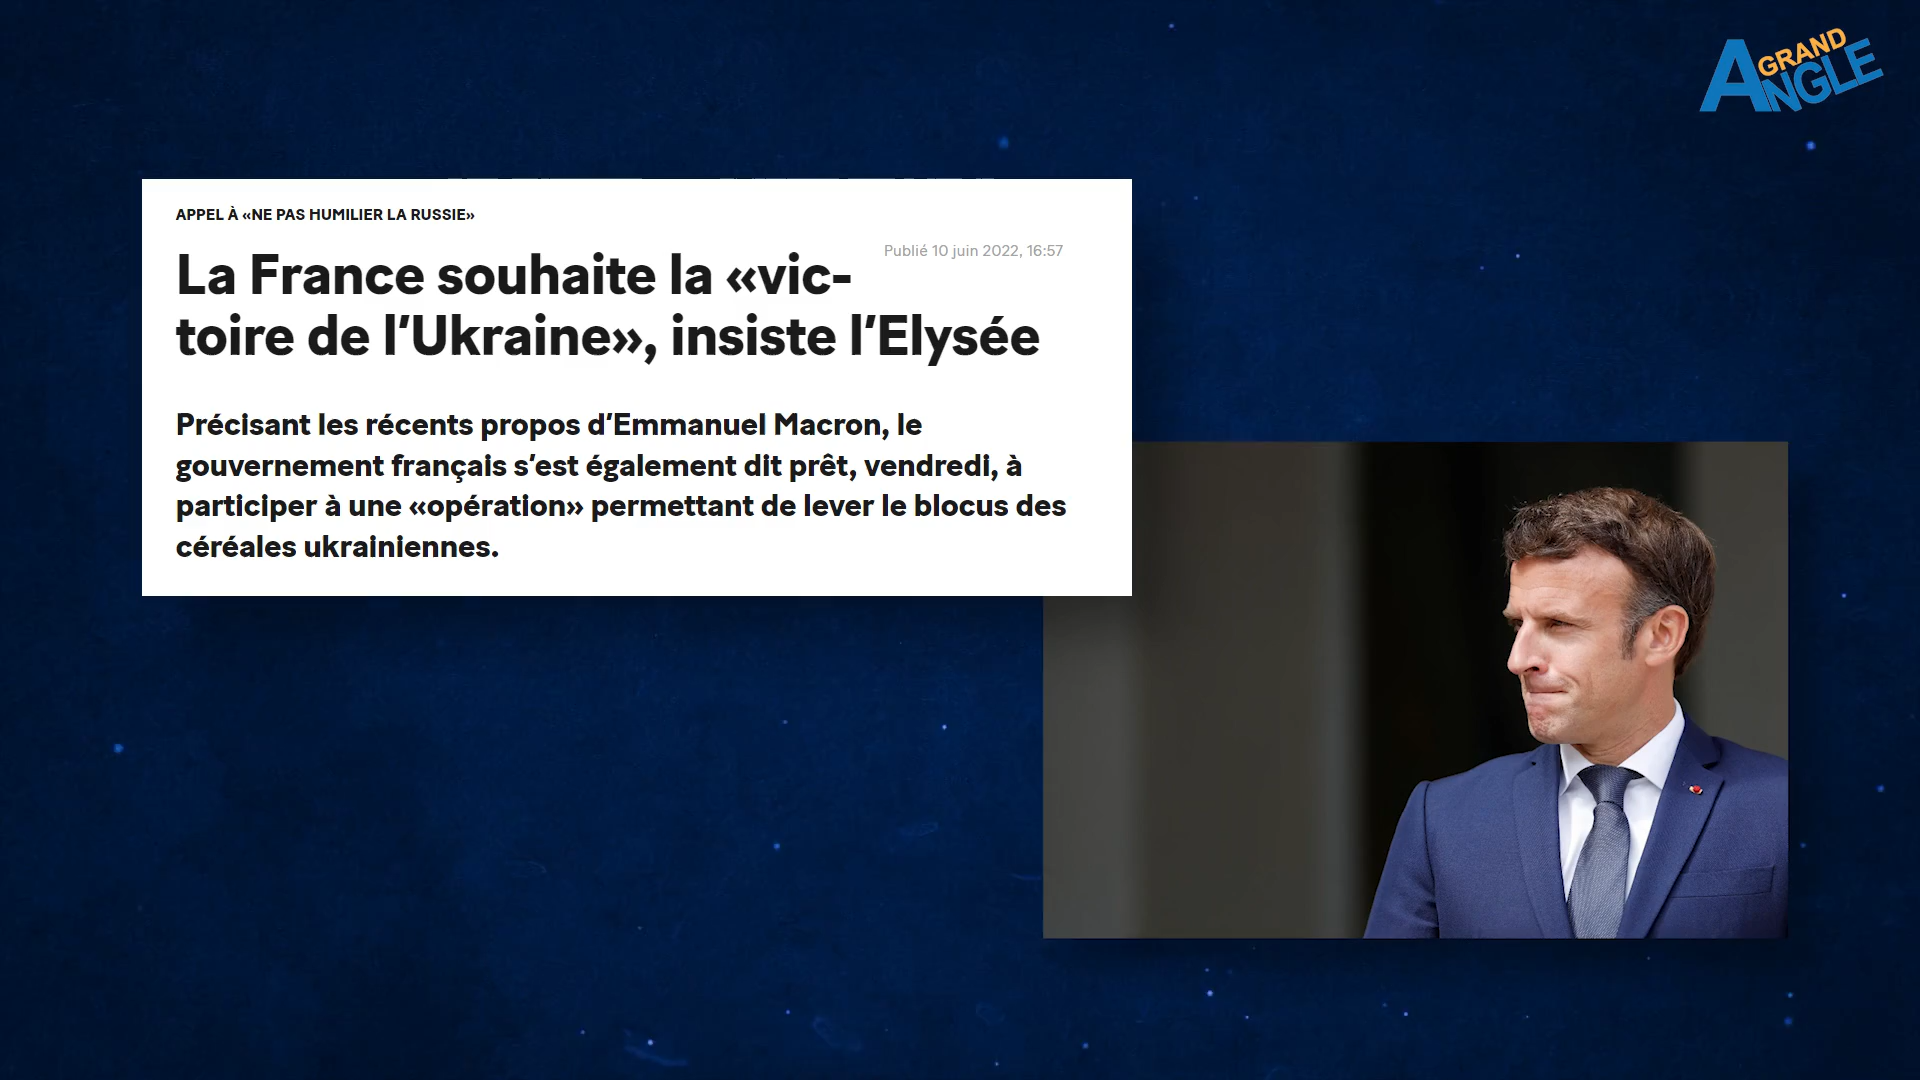 GRAND
ANGLE
APPEL À «NE PAS HUMILIER LA RUSSIE»
Publié 10 juin 2022, 16:57
La France souhaite la «vic-
toire de l’Ukraine», insiste l’Elysée
Précisant les récents propos d’Emmanuel Macron, le
gouvernement français s’est également dit prêt, vendredi, à
participer à une «opération» permettant de lever le blocus des
céréales ukrainiennes.